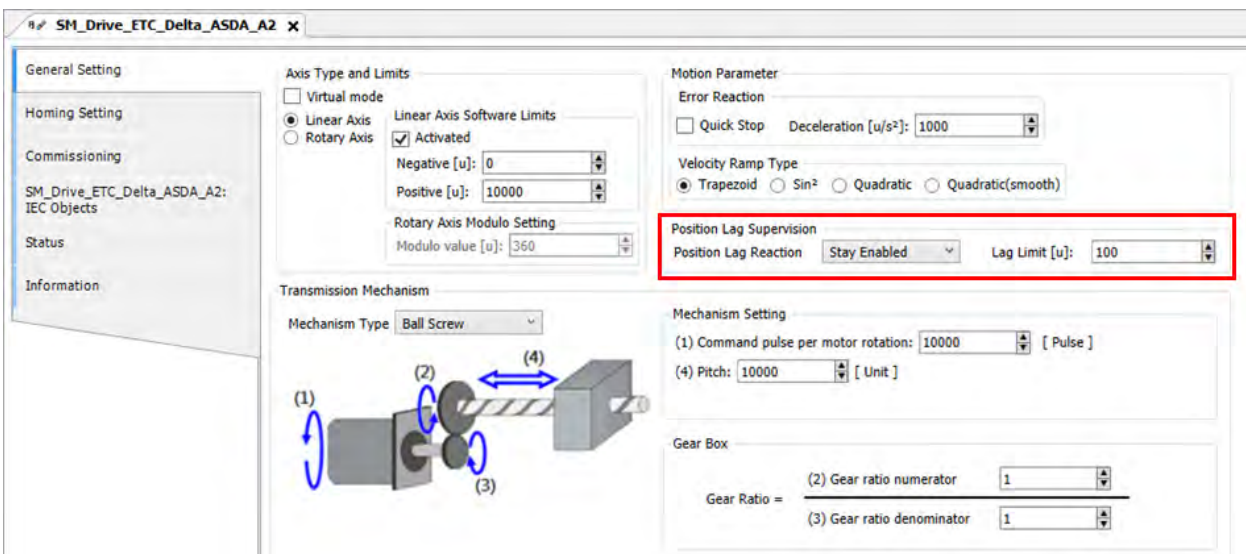 SM_Drive_ETC_Delta_ASDA_A2 X
General Setting
Homing Setting
Commissioning
SM_Drive_ETC_Delta_ASDA_A2:
IEC Objects
Status
Information
Axis Type and Limits
Virtual mode
Linear Axis
Rotary Axis
Linear Axis Software Limits
Activated
Negative [u]: 0
Positive [u]: 10000
Rotary Axis Modulo Setting
Modulo value [u]: 360
Motion Parameter
Error Reaction
Quick Stop Deceleration [u/s²]: 1000
Velocity Ramp Type
Trapezoid Sin² Quadratic Quadratic(smooth)
Position Lag Supervision
Position Lag Reaction Stay Enabled Lag Limit [u]: 100
Transmission Mechanism
Mechanism Type Ball Screw
(1)
(2)
(4)
(3)
Mechanism Setting
(1) Command pulse per motor rotation: 10000 [ Pulse ]
(4) Pitch: 10000 [ Unit ]
Gear Box
Gear Ratio =
(2) Gear ratio numerator 1
(3) Gear ratio denominator 1